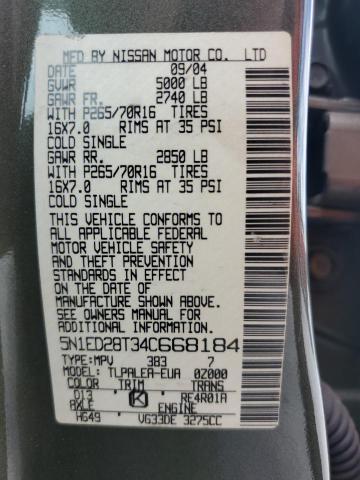 MFD BY NISSAN MOTOR CO. LTD
DATE 09/04
GVWR 5000 LB
GAWR FR. 2740 LB
WITH P265/70R16 TIRES
16X7.0 RIMS AT 35 PSI
COLD SINGLE
GAWR RR. 2850 LB
WITH P265/70R16 TIRES
16X7.0 RIMS AT 35 PSI
COLD SINGLE
THIS VEHICLE CONFORMS TO
ALL APPLICABLE FEDERAL
MOTOR VEHICLE SAFETY
AND THEFT PREVENTION
STANDARDS IN EFFECT
ON THE DATE OF
MANUFACTURE SHOWN ABOVE.
SEE OWNERS MANUAL FOR
ADDITIONAL INFORMATION.
5N1ED28T34C668184
TYPE:MPV 383 7
MODEL: TLPALEA-EUA 0Z000
COLOR TRIM TRANS
D13 K RE4R01A
AXLE ENGINE
HG49 VG33DE 3275CC